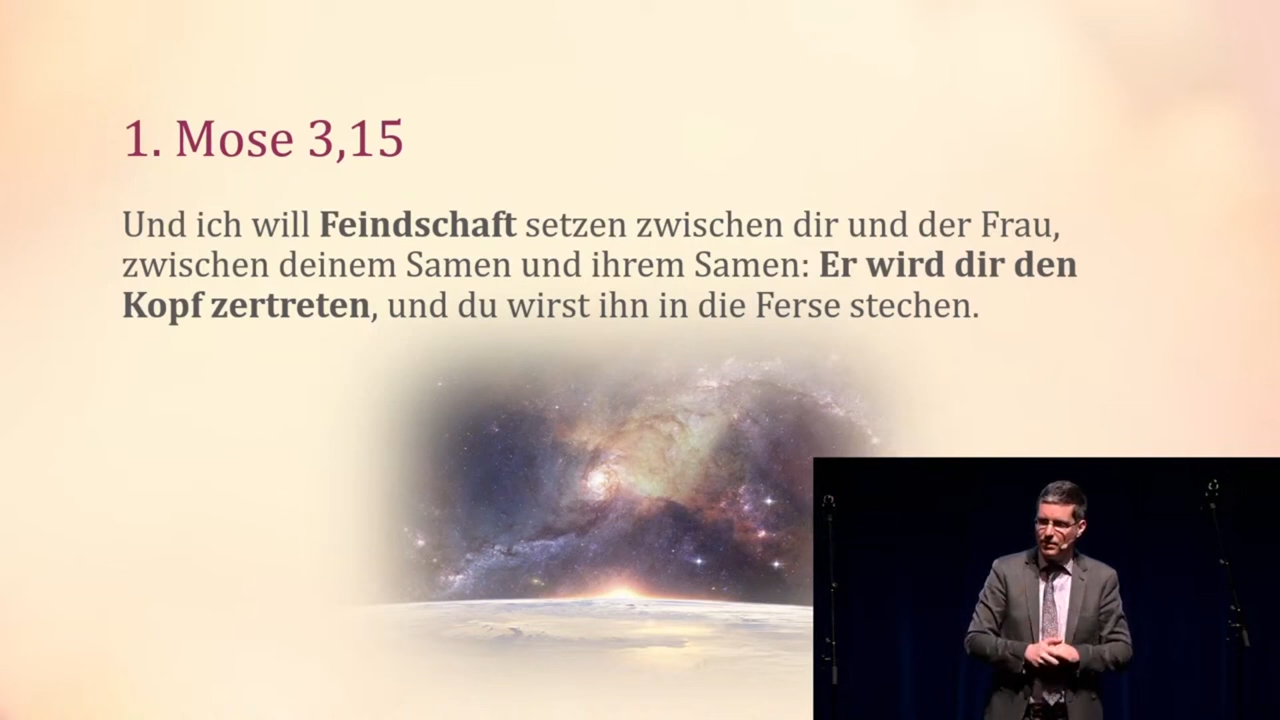 1. Mose 3,15
Und ich will Feindschaft setzen zwischen dir und der Frau,
zwischen deinem Samen und ihrem Samen: Er wird dir den
Kopf zertreten, und du wirst ihn in die Ferse stechen.